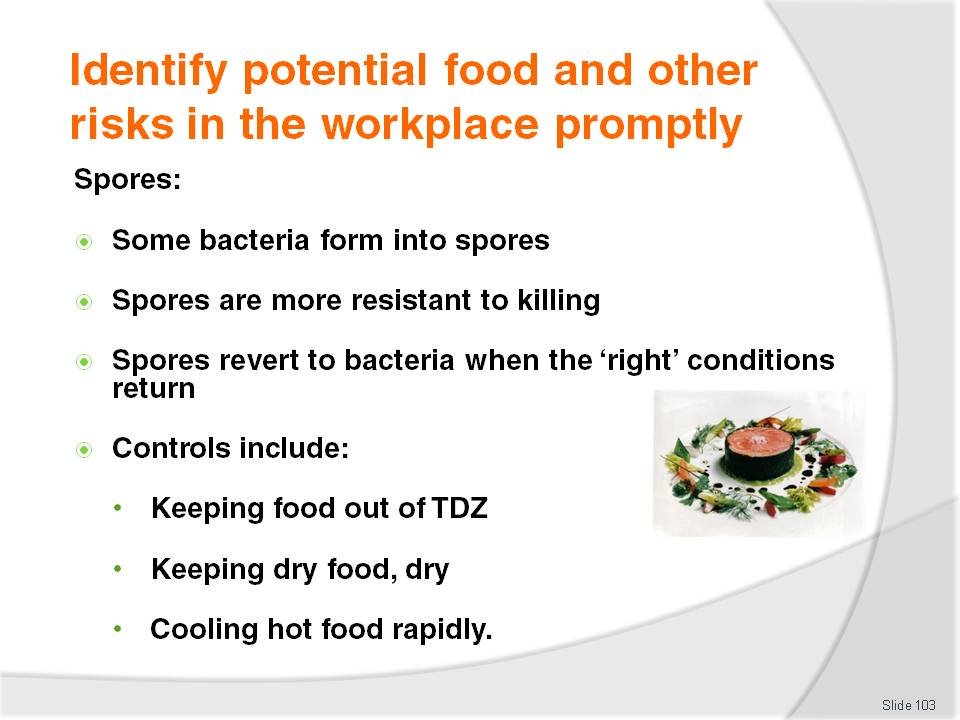 Identify potential food and other
risks in the workplace promptly
Spores:
Some bacteria form into spores
Spores are more resistant to killing
Spores revert to bacteria when the ‘right’ conditions
return
Controls include:
• Keeping food out of TDZ
• Keeping dry food, dry
• Cooling hot food rapidly.
Slide 103